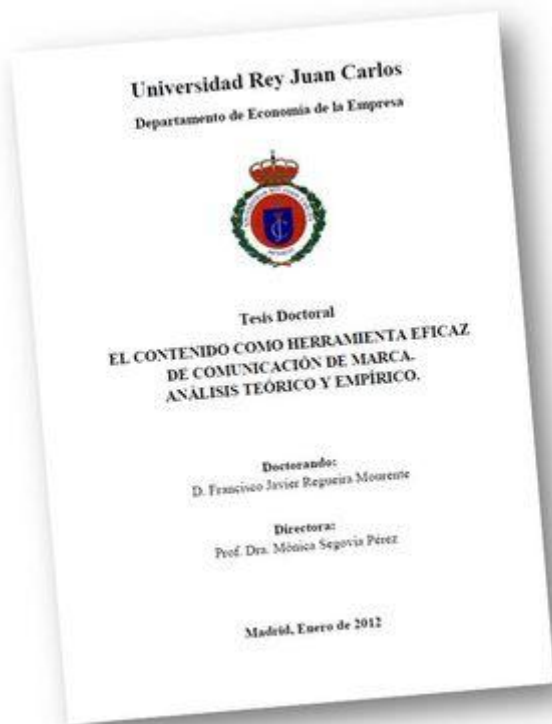 Universidad Rey Juan Carlos
Departamento de Economía de la Empresa
Tesis Doctoral
EL CONTENIDO COMO HERRAMIENTA EFICAZ
DE COMUNICACIÓN DE MARCA.
ANÁLISIS TEÓRICO Y EMPÍRICO.
Doctorando:
D. Francisco Javier Regueira Mourente
Directora:
Prof. Dra. Mónica Segovia Pérez
Madrid, Enero de 2012